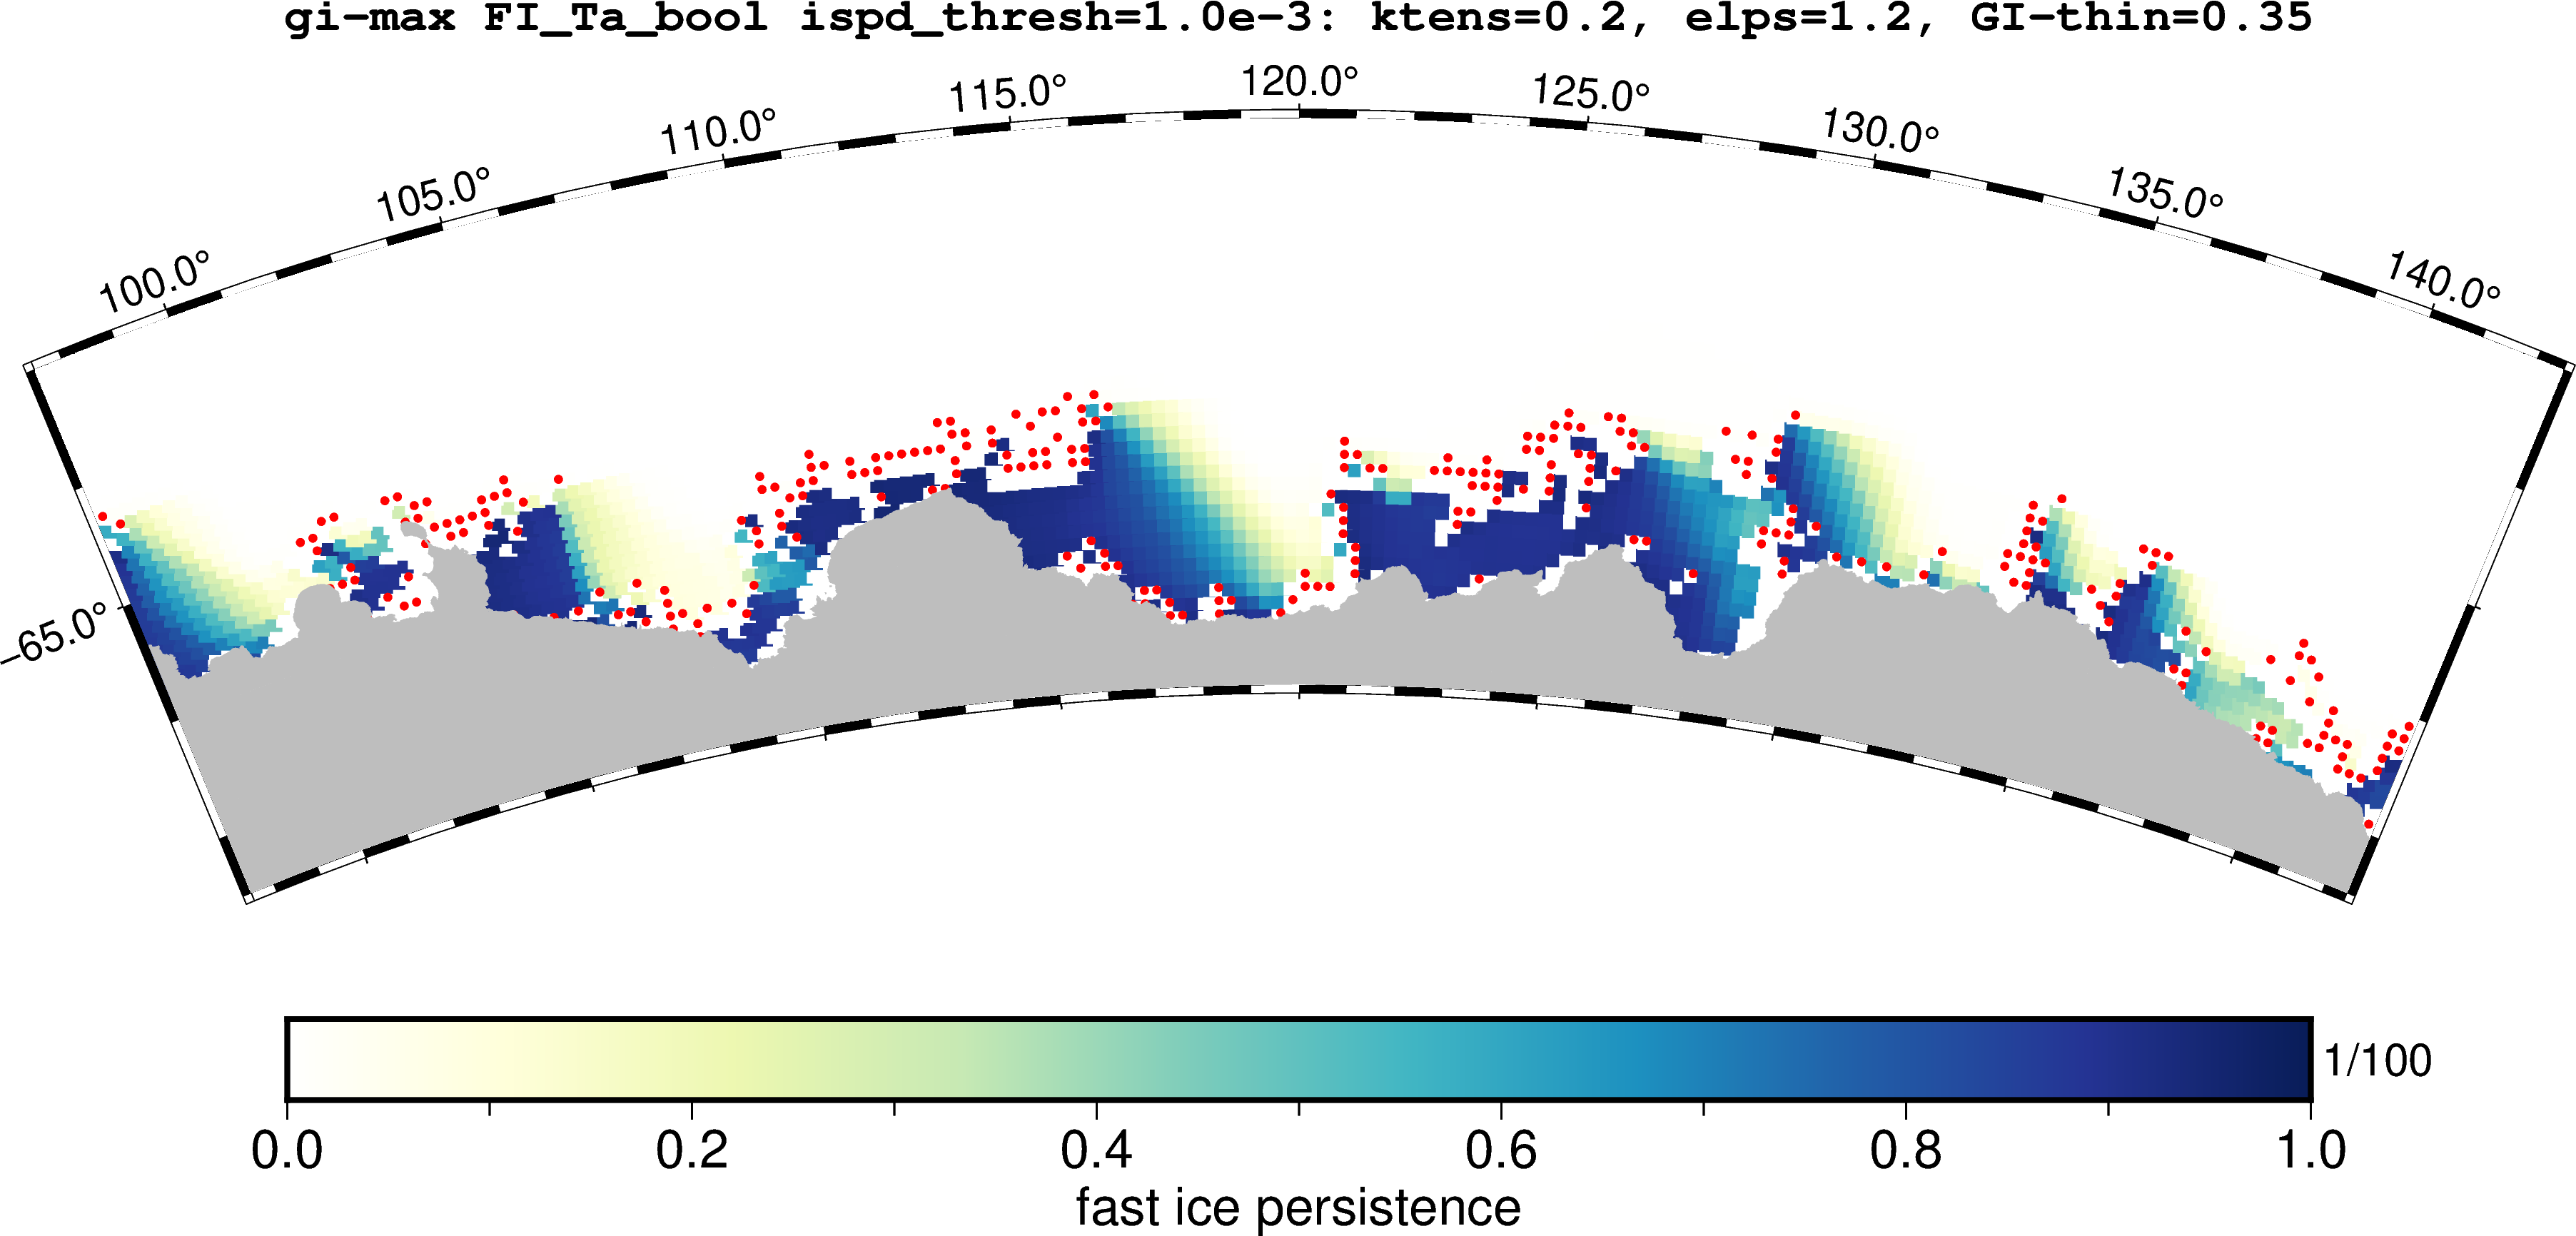 gi-max FI_Ta_bool ispd_thresh=1.0e-3: ktens=0.2, elps=1.2, GI-thin=0.35
100.0° 105.0° 110.0° 115.0° 120.0° 125.0° 130.0° 135.0° 140.0°
-65.0°
1/100
0.0 0.2 0.4 0.6 0.8 1.0
fast ice persistence